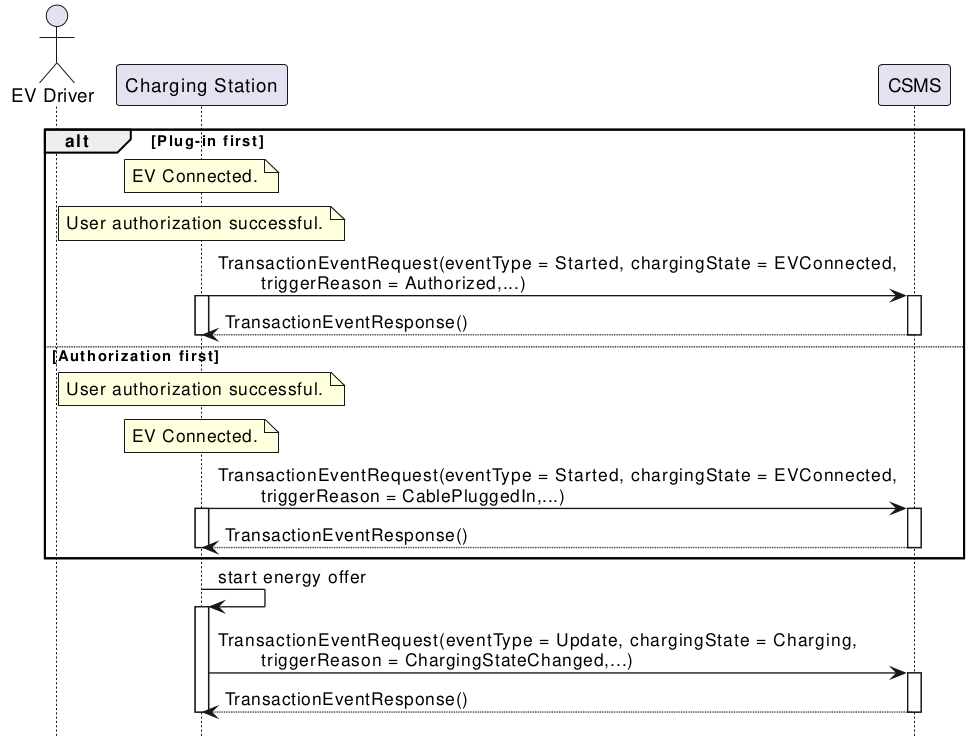 EV Driver
Charging Station
CSMS
alt
[Plug-in first]
EV Connected.
User authorization successful.
TransactionEventRequest(eventType = Started, chargingState = EVConnected,
triggerReason = Authorized,...)
TransactionEventResponse()
[Authorization first]
User authorization successful.
EV Connected.
TransactionEventRequest(eventType = Started, chargingState = EVConnected,
triggerReason = CablePluggedIn,...)
TransactionEventResponse()
start energy offer
TransactionEventRequest(eventType = Update, chargingState = Charging,
triggerReason = ChargingStateChanged,...)
TransactionEventResponse()